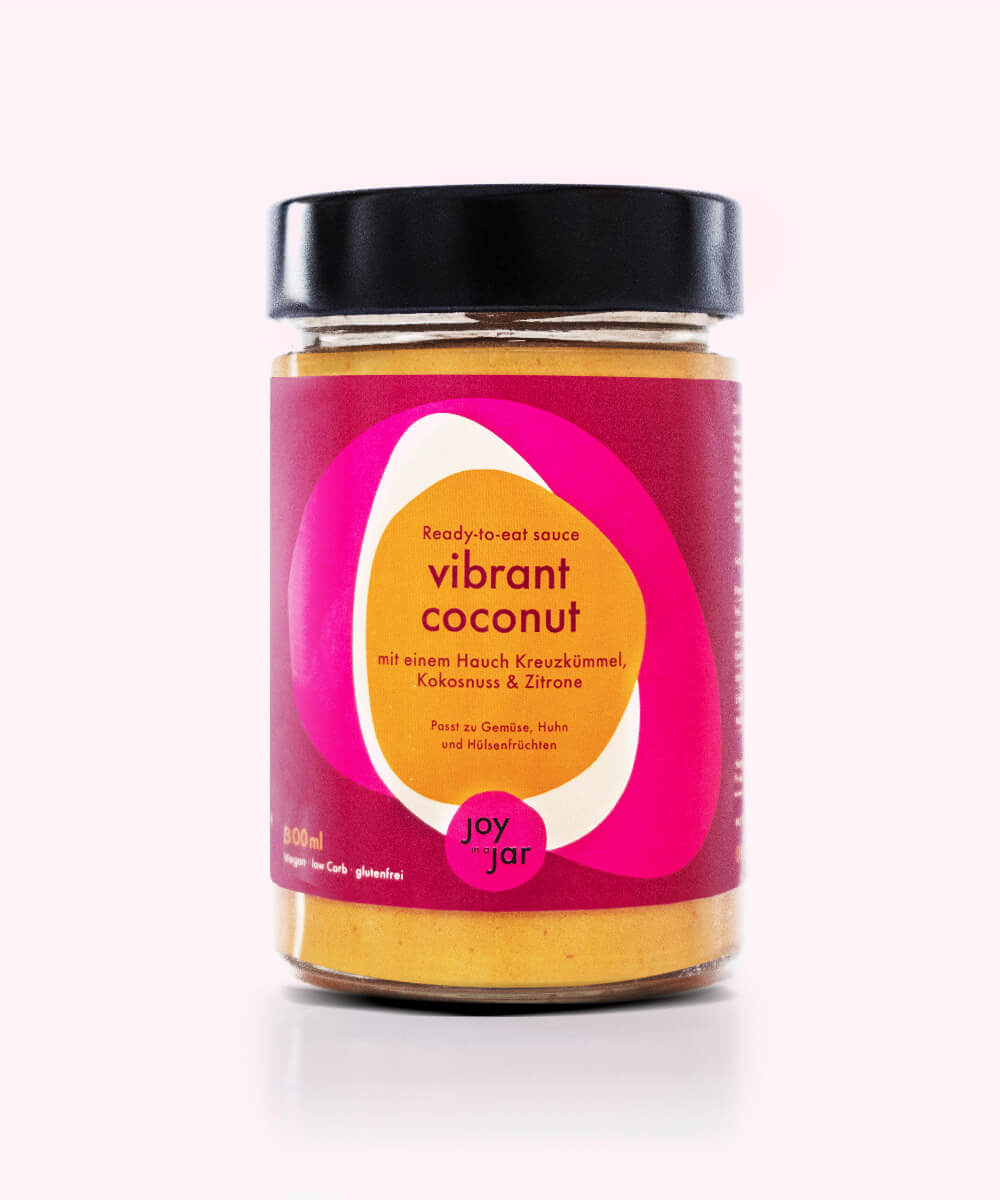 Ready-to-eat sauce
vibrant
coconut
mit einem Hauch Kreuzkümmel,
Kokosnuss & Zitrone
Passt zu Gemüse, Huhn
und Hülsenfrüchten
joy
in a
jar
300ml
Vegan · low Carb · glutenfrei